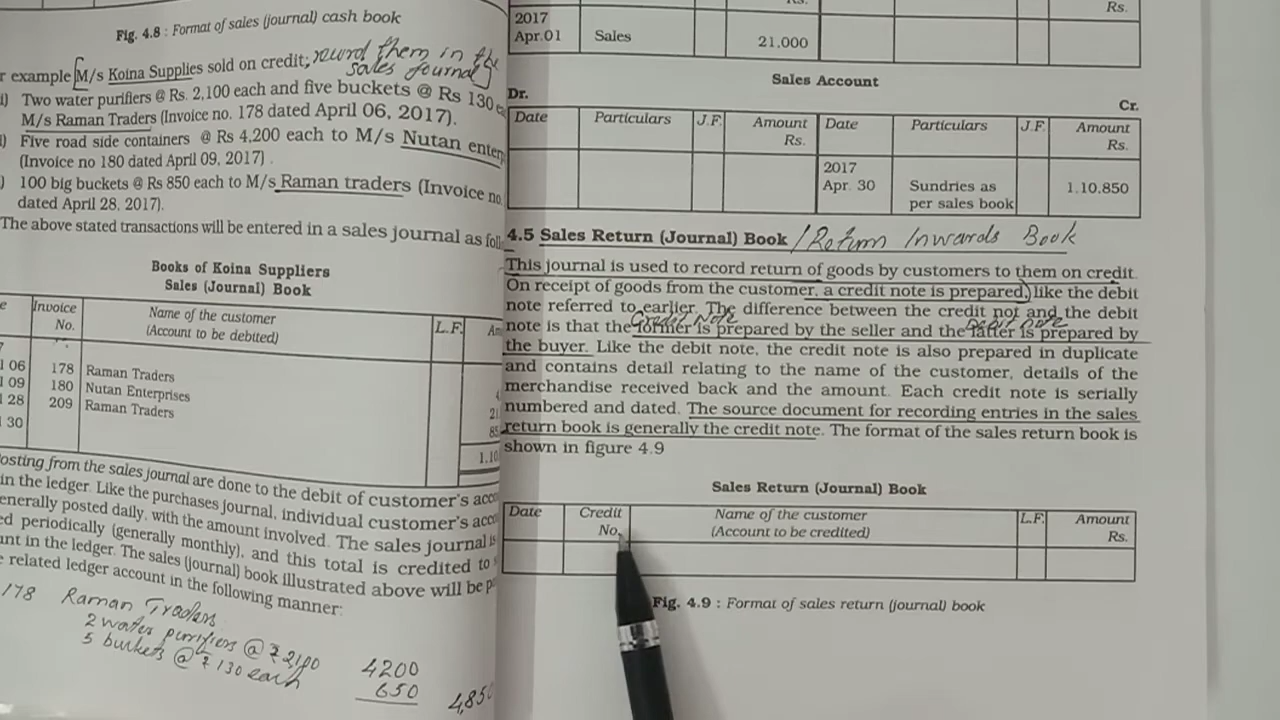 Fig. 4.8 : Format of sales (journal) cash book
example M/s Koina Supplies sold on credit; record them in the
sales journal
Two water purifiers @ Rs. 2,100 each and five buckets @ Rs 130
M/s Raman Traders (Invoice no. 178 dated April 06, 2017).
Five road side containers @ Rs 4,200 each to M/s Nutan
(Invoice no 180 dated April 09, 2017) .
100 big buckets @ Rs 850 each to M/s Raman traders (Invoice no.
dated April 28, 2017).
The above stated transactions will be entered in a sales journal as
Books of Koina Suppliers
Sales (Journal) Book
Invoice Name of the customer L.F.
No. (Account to be debited)
06 178 Raman Traders
09 180 Nutan Enterprises
28 209 Raman Traders
30
1,10
from the sales journal are done to the debit of customer's
in the ledger. Like the purchases journal, individual customer's
posted daily, with the amount involved. The sales journal is
periodically (generally monthly), and this total is credited to
in the ledger. The sales (journal) book illustrated above will be
related ledger account in the following manner:
178 Raman Traders
2 water purifiers @ ₹ 2,100 4200
5 buckets @ ₹ 130 each 650
4,850
Rs.
2017
Apr.01 Sales 21,000
Sales Account
Dr. Cr.
Date Particulars J.F. Amount Date Particulars J.F. Amount
Rs. Rs.
2017
Apr. 30 Sundries as 1,10,850
per sales book
4.5 Sales Return (Journal) Book / Return Inwards Book
This journal is used to record return of goods by customers to them on credit.
On receipt of goods from the customer, a credit note is prepared, like the debit
note referred to earlier. The difference between the credit not and the debit
Credit Note Debit note
note is that the former is prepared by the seller and the latter is prepared by
the buyer. Like the debit note, the credit note is also prepared in duplicate
and contains detail relating to the name of the customer, details of the
merchandise received back and the amount. Each credit note is serially
numbered and dated. The source document for recording entries in the sales
return book is generally the credit note. The format of the sales return book is
shown in figure 4.9
Sales Return (Journal) Book
Date Credit Name of the customer L.F. Amount
No. (Account to be credited) Rs.
Fig. 4.9 : Format of sales return (journal) book